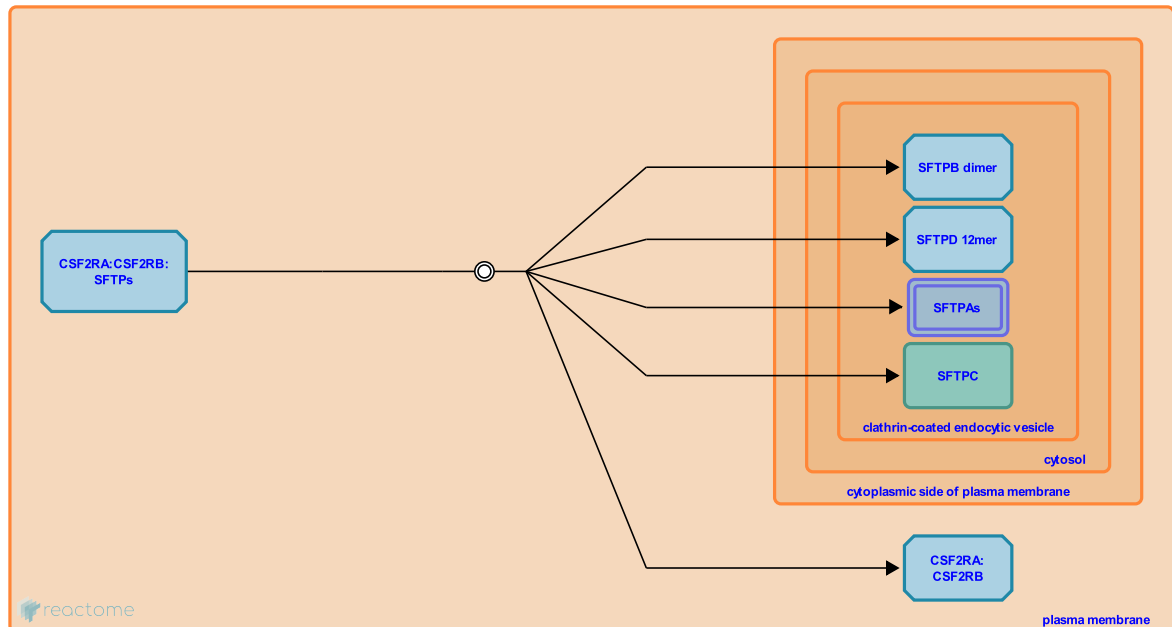 CSF2RA:CSF2RB:
SFTPs
SFTPB dimer
SFTPD 12mer
SFTPAs
SFTPC
clathrin-coated endocytic vesicle
cytosol
cytoplasmic side of plasma membrane
CSF2RA:
CSF2RB
reactome
plasma membrane